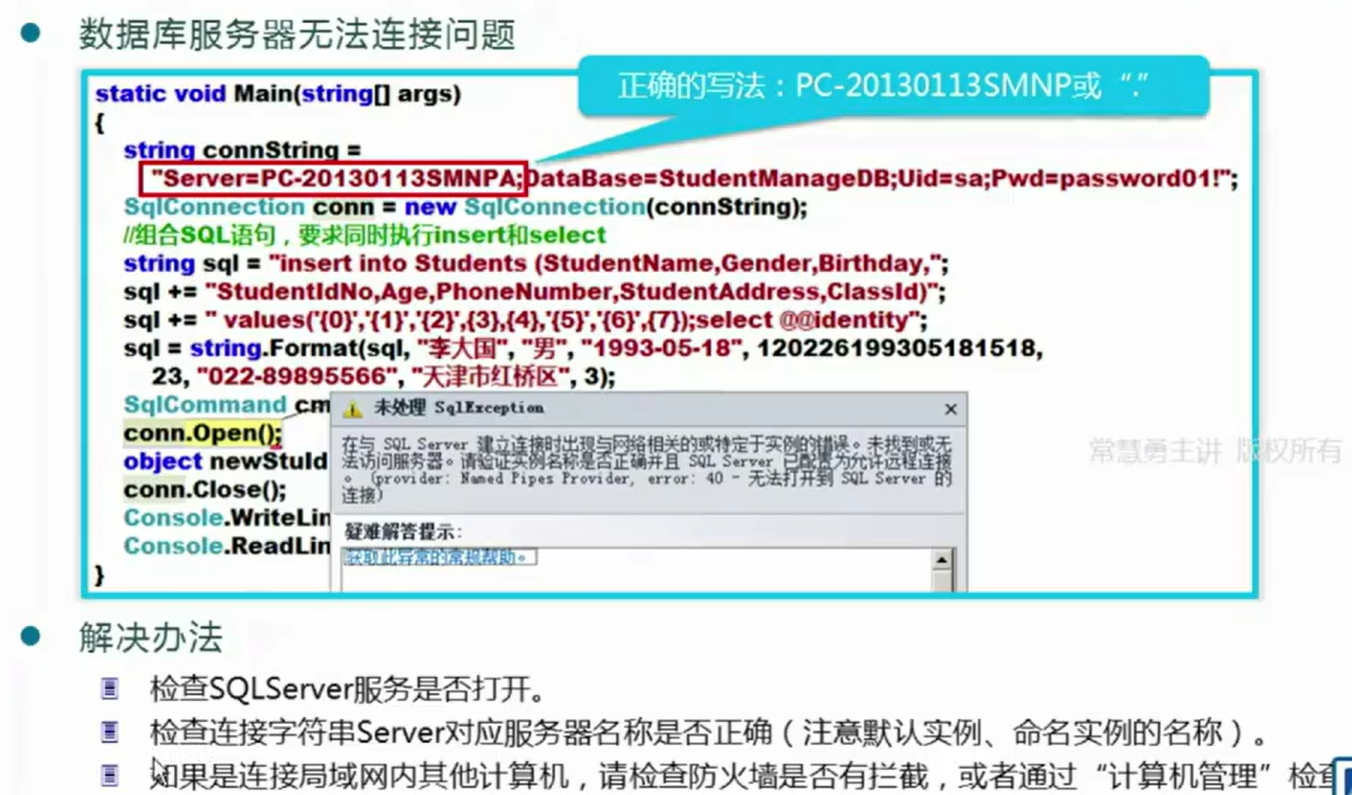 数据库服务器无法连接问题
正确的写法：PC-20130113SMNP或 “.”
static void Main(string[] args)
{
string connString =
"Server=PC-20130113SMNPA;DataBase=StudentManageDB;Uid=sa;Pwd=password01!";
SqlConnection conn = new SqlConnection(connString);
//组合SQL语句，要求同时执行insert和select
string sql = "insert into Students (StudentName,Gender,Birthday,";
sql += "StudentIdNo,Age,PhoneNumber,StudentAddress,ClassId)";
sql += " values('{0}','{1}','{2}',{3},{4},'{5}','{6}',{7});select @@identity";
sql = string.Format(sql, "李大国", "男", "1993-05-18", 120226199305181518,
23, "022-89895566", "天津市红桥区", 3);
SqlCommand cm
conn.Open();
object newStuId
conn.Close();
Console.WriteLin
Console.ReadLin
}
未处理 SqlException
在与 SQL Server 建立连接时出现与网络相关的或特定于实例的错误。未找到或无
法访问服务器。请验证实例名称是否正确并且 SQL Server 已配置为允许远程连接
。 (provider: Named Pipes Provider, error: 40 - 无法打开到 SQL Server 的
连接)
疑难解答提示:
获取此异常的常规帮助。
常慧勇主讲 版权所有
解决办法
检查SQLServer服务是否打开。
检查连接字符串Server对应服务器名称是否正确（注意默认实例、命名实例的名称）。
如果是连接局域网内其他计算机，请检查防火墙是否有拦截，或者通过“计算机管理”检查